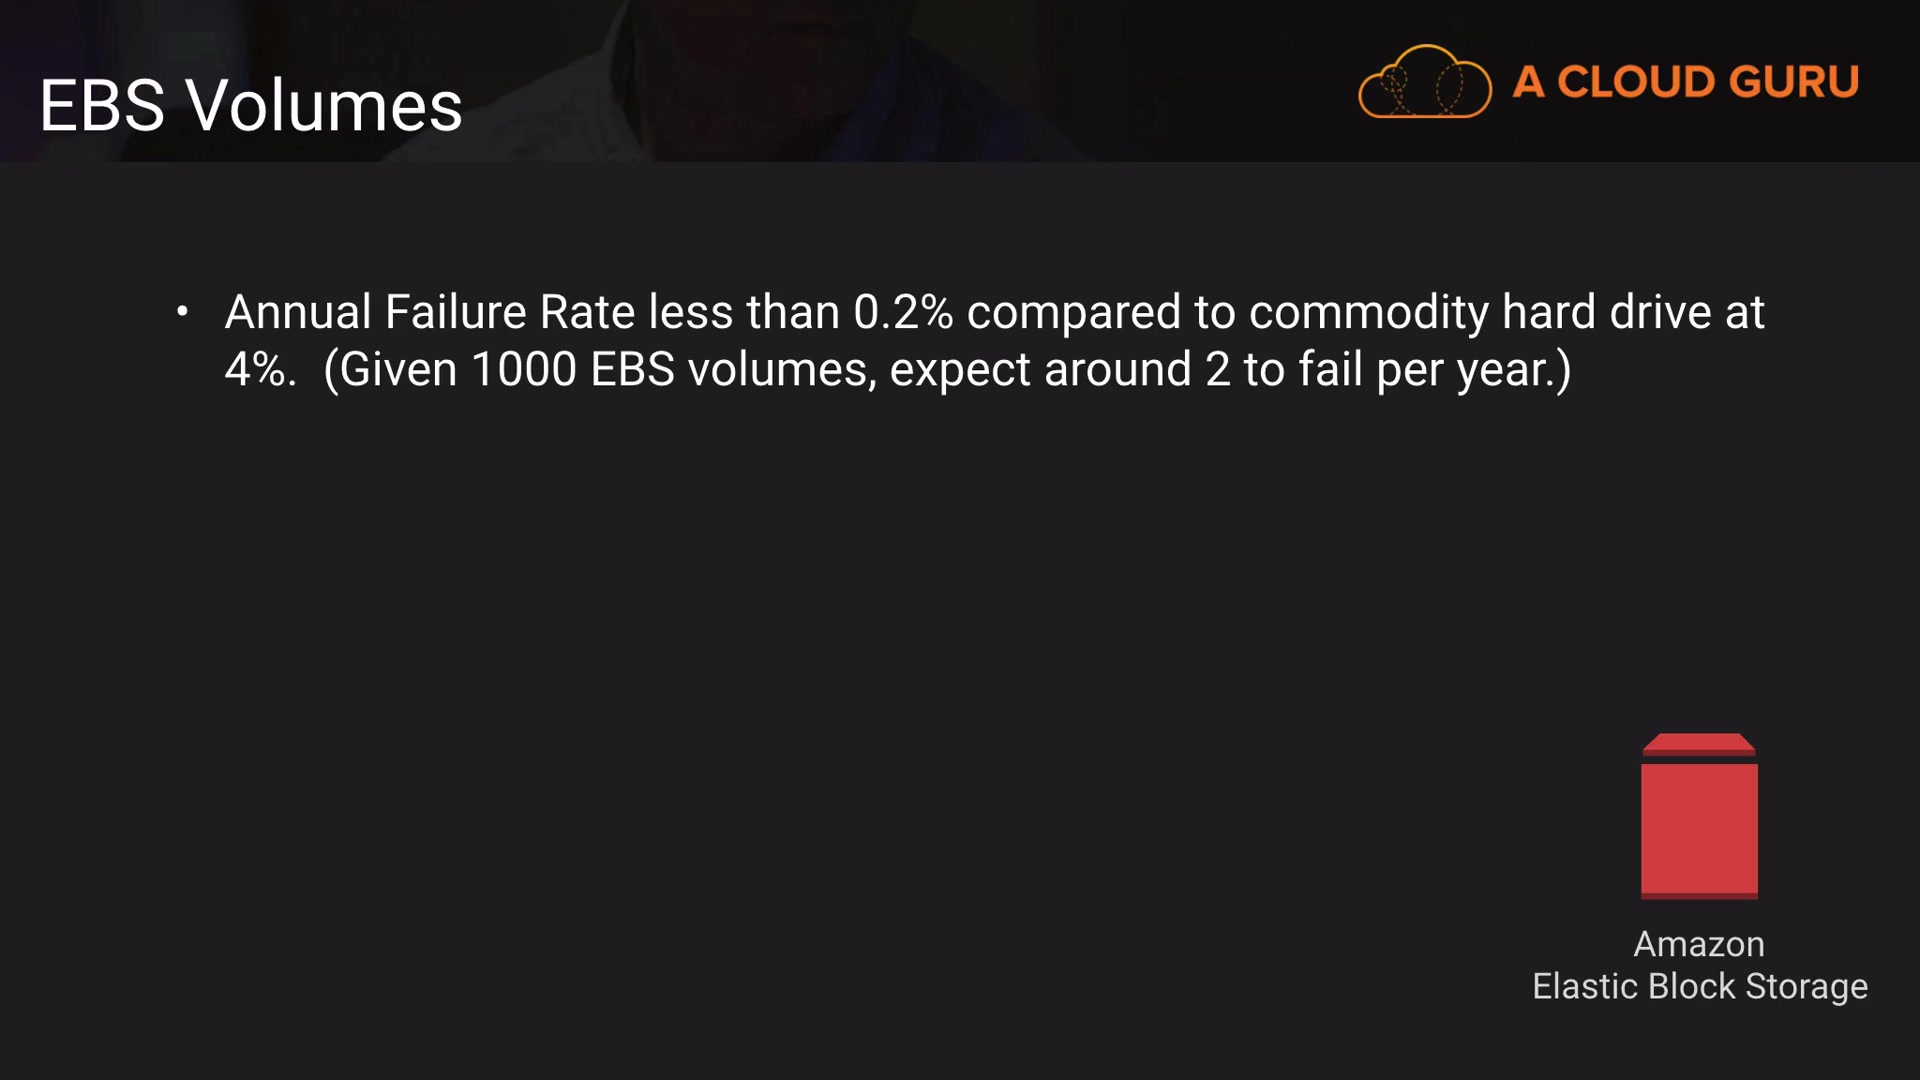 EBS Volumes
A CLOUD GURU
• Annual Failure Rate less than 0.2% compared to commodity hard drive at
4%.  (Given 1000 EBS volumes, expect around 2 to fail per year.)
Amazon
Elastic Block Storage